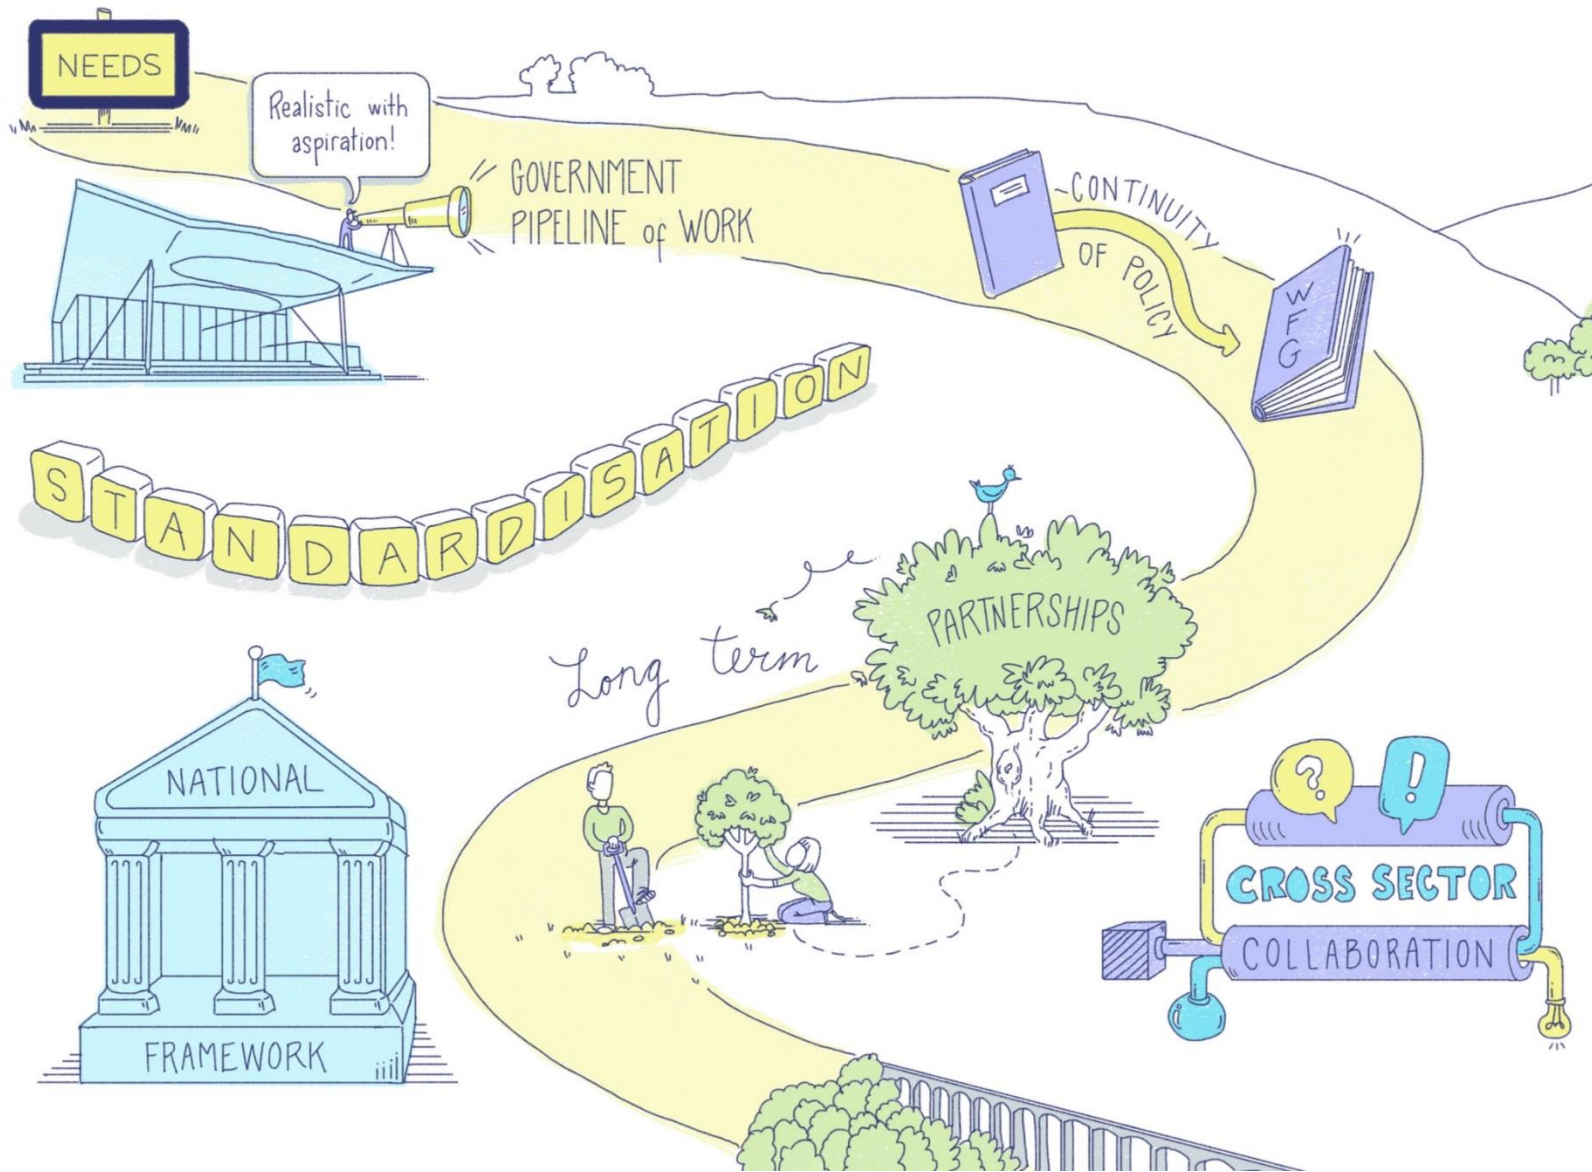 NEEDS
Realistic with
aspiration!
GOVERNMENT
PIPELINE of WORK
CONTINUITY
OF POLICY
WFG
STANDARDISATION
Long term
PARTNERSHIPS
NATIONAL
FRAMEWORK
?
!
CROSS SECTOR
COLLABORATION